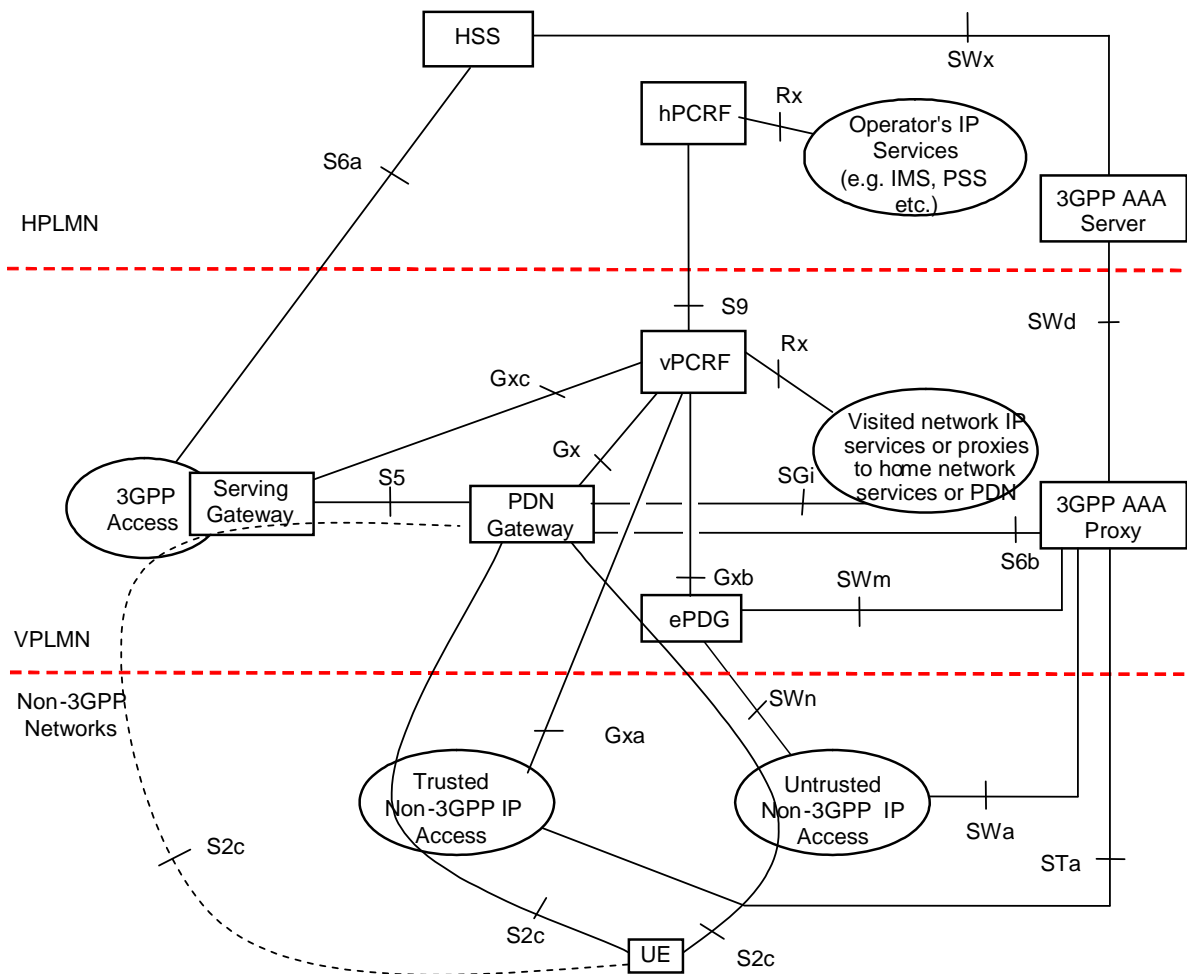 HSS
SWx
hPCRF
Rx
Operator's IP
Services
(e.g. IMS, PSS
etc.)
S6a
3GPP AAA
Server
HPLMN
S9
SWd
vPCRF
Rx
Gxc
Visited network IP
services or proxies
to home network
services or PDN
Gx
S5
SGi
3GPP
Access
Serving
Gateway
PDN
Gateway
3GPP AAA
Proxy
S6b
Gxb
SWm
ePDG
VPLMN
Non-3GPP
Networks
SWn
Gxa
Trusted
Non-3GPP IP
Access
Untrusted
Non-3GPP IP
Access
SWa
S2c
STa
S2c
S2c
UE